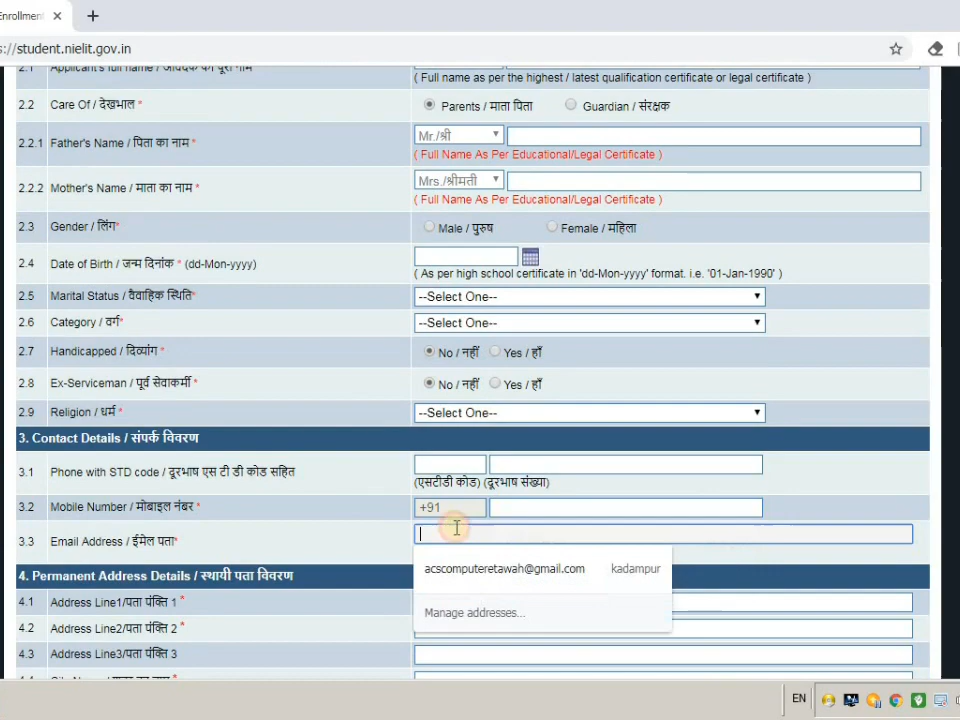 Enrollment
://student.nielit.gov.in
2.1 Applicant's full name / आवेदक का पूरा नाम
( Full name as per the highest / latest qualification certificate or legal certificate )
2.2 Care Of / देखभाल * Parents / माता पिता Guardian / संरक्षक
2.2.1 Father's Name / पिता का नाम * Mr./श्री
( Full Name As Per Educational/Legal Certificate )
2.2.2 Mother's Name / माता का नाम * Mrs./श्रीमती
( Full Name As Per Educational/Legal Certificate )
2.3 Gender / लिंग* Male / पुरुष Female / महिला
2.4 Date of Birth / जन्म दिनांक * (dd-Mon-yyyy)
( As per high school certificate in 'dd-Mon-yyyy' format. i.e. '01-Jan-1990' )
2.5 Marital Status / वैवाहिक स्थिति* --Select One--
2.6 Category / वर्ग* --Select One--
2.7 Handicapped / दिव्यांग * No / नहीं Yes / हाँ
2.8 Ex-Serviceman / पूर्व सेवाकर्मी * No / नहीं Yes / हाँ
2.9 Religion / धर्म * --Select One--
3. Contact Details / संपर्क विवरण
3.1 Phone with STD code / दूरभाष एस टी डी कोड सहित
(एसटीडी कोड) (दूरभाष संख्या)
3.2 Mobile Number / मोबाइल नंबर * +91
3.3 Email Address / ईमेल पता*
acscomputeretawah@gmail.com kadampur
Manage addresses...
4. Permanent Address Details / स्थायी पता विवरण
4.1 Address Line1/पता पंक्ति 1 *
4.2 Address Line2/पता पंक्ति 2 *
4.3 Address Line3/पता पंक्ति 3
EN